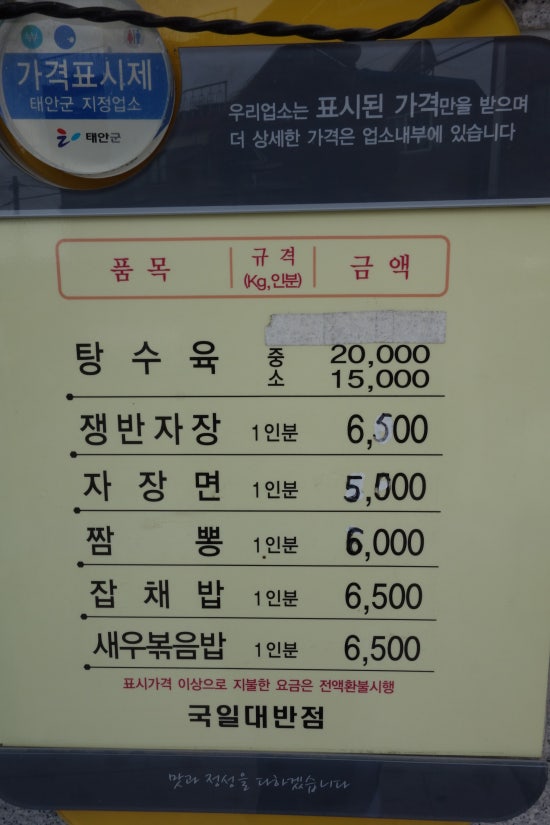 가격표시제
태안군 지정업소
태안군
우리업소는 표시된 가격만을 받으며
더 상세한 가격은 업소내부에 있습니다
품목 규격 금액
(Kg,인분)
탕수육 중 20,000
소 15,000
쟁반자장 1인분 6,500
자장면 1인분 5,000
짬뽕 1인분 6,000
잡채밥 1인분 6,500
새우볶음밥 1인분 6,500
표시가격 이상으로 지불한 요금은 전액환불시행
국일대반점
맛과 정성을 다하겠습니다